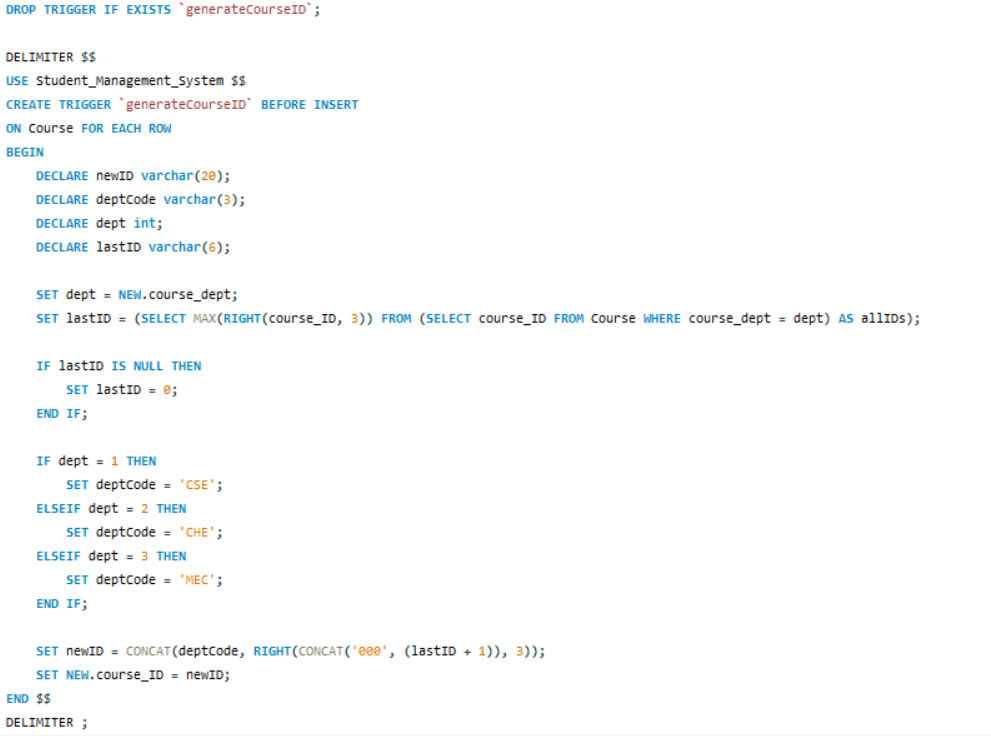 DROP TRIGGER IF EXISTS `generateCourseID`;
DELIMITER $$
USE Student_Management_System $$
CREATE TRIGGER `generateCourseID` BEFORE INSERT
ON Course FOR EACH ROW
BEGIN
    DECLARE newID varchar(20);
    DECLARE deptCode varchar(3);
    DECLARE dept int;
    DECLARE lastID varchar(6);
    SET dept = NEW.course_dept;
    SET lastID = (SELECT MAX(RIGHT(course_ID, 3)) FROM (SELECT course_ID FROM Course WHERE course_dept = dept) AS allIDs);
    IF lastID IS NULL THEN
        SET lastID = 0;
    END IF;
    IF dept = 1 THEN
        SET deptCode = 'CSE';
    ELSEIF dept = 2 THEN
        SET deptCode = 'CHE';
    ELSEIF dept = 3 THEN
        SET deptCode = 'MEC';
    END IF;
    SET newID = CONCAT(deptCode, RIGHT(CONCAT('000', (lastID + 1)), 3));
    SET NEW.course_ID = newID;
END $$
DELIMITER ;